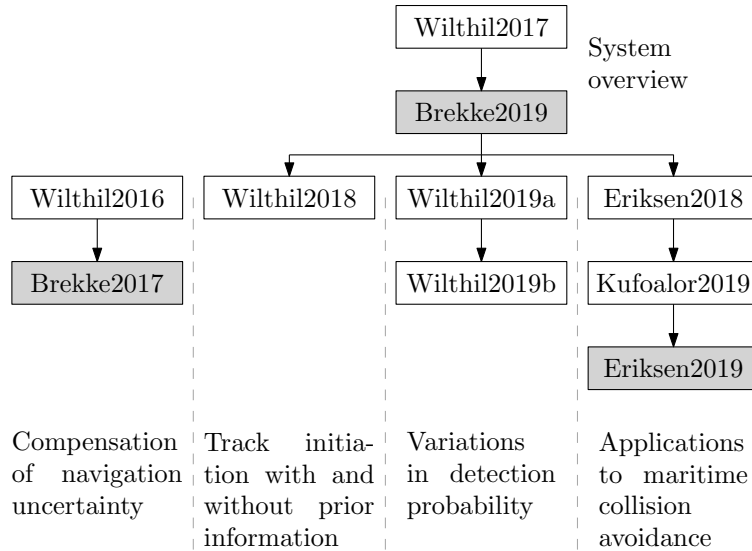 Wilthil2017
System
overview
Brekke2019
Wilthil2016
Wilthil2018
Wilthil2019a
Eriksen2018
Brekke2017
Wilthil2019b
Kufoalor2019
Eriksen2019
Compensation
of navigation
uncertainty
Track initia-
tion with and
without prior
information
Variations
in detection
probability
Applications
to maritime
collision
avoidance